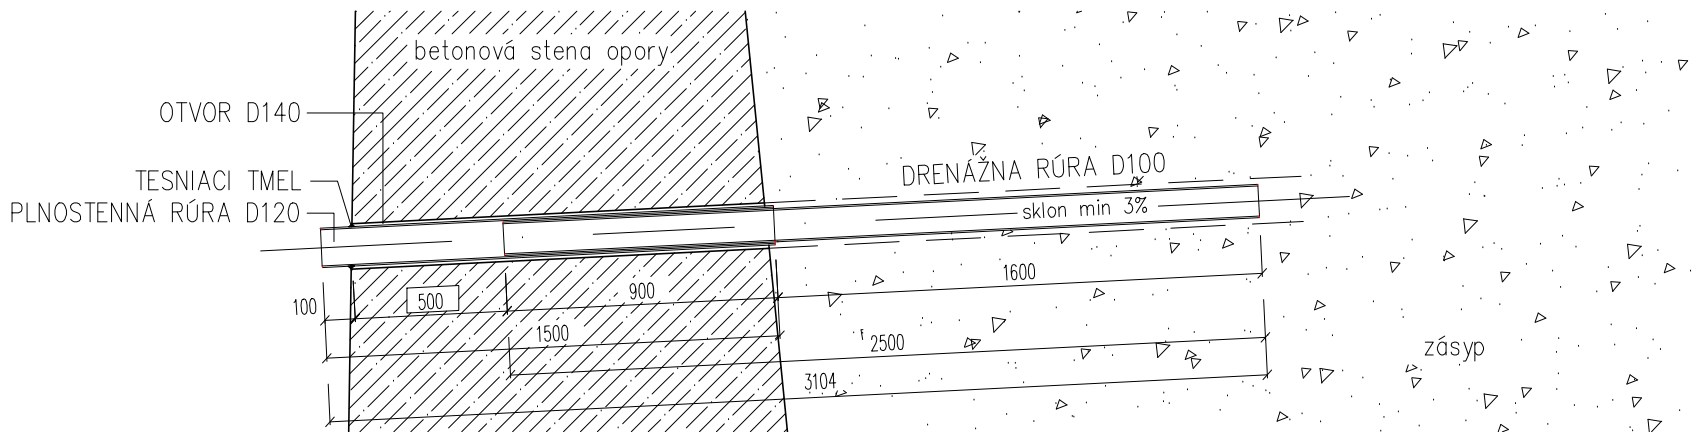 betonová stena opory
OTVOR D140
TESNIACI TMEL
PLNOSTENNÁ RÚRA D120
DRENÁŽNA RÚRA D100
sklon min 3%
100
500
900
1600
1500
2500
3104
zásyp